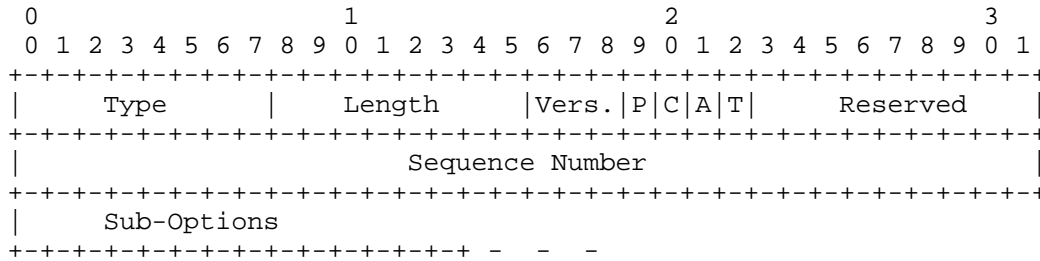 0                   1                   2                   3
 0 1 2 3 4 5 6 7 8 9 0 1 2 3 4 5 6 7 8 9 0 1 2 3 4 5 6 7 8 9 0 1
+-+-+-+-+-+-+-+-+-+-+-+-+-+-+-+-+-+-+-+-+-+-+-+-+-+-+-+-+-+-+-+-+
|     Type      |    Length     |Vers.|P|C|A|T|     Reserved    |
+-+-+-+-+-+-+-+-+-+-+-+-+-+-+-+-+-+-+-+-+-+-+-+-+-+-+-+-+-+-+-+-+
|                        Sequence Number                        |
+-+-+-+-+-+-+-+-+-+-+-+-+-+-+-+-+-+-+-+-+-+-+-+-+-+-+-+-+-+-+-+-+
|     Sub-Options
+-+-+-+-+-+-+-+-+-+-+-+-+-+-+ -  -  -